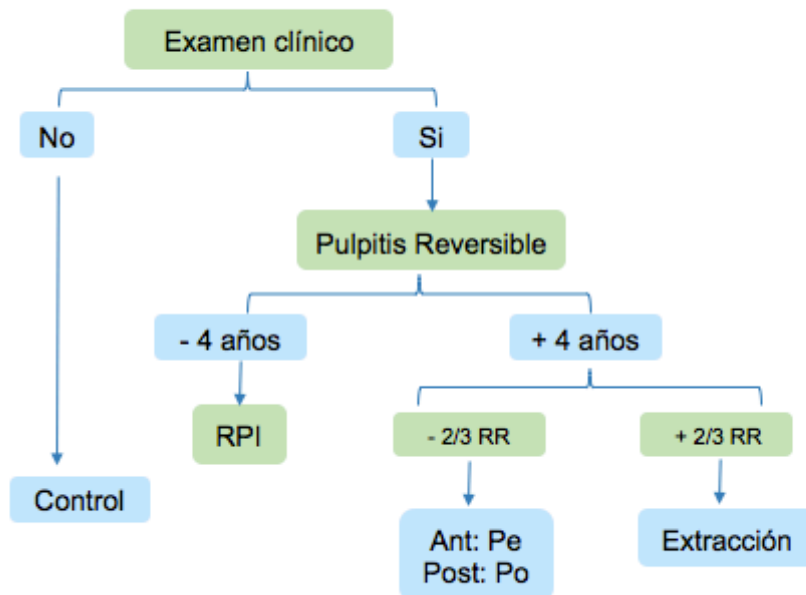 Examen clínico
No
Si
Pulpitis Reversible
- 4 años
+ 4 años
RPI
- 2/3 RR
+ 2/3 RR
Control
Ant: Pe
Post: Po
Extracción